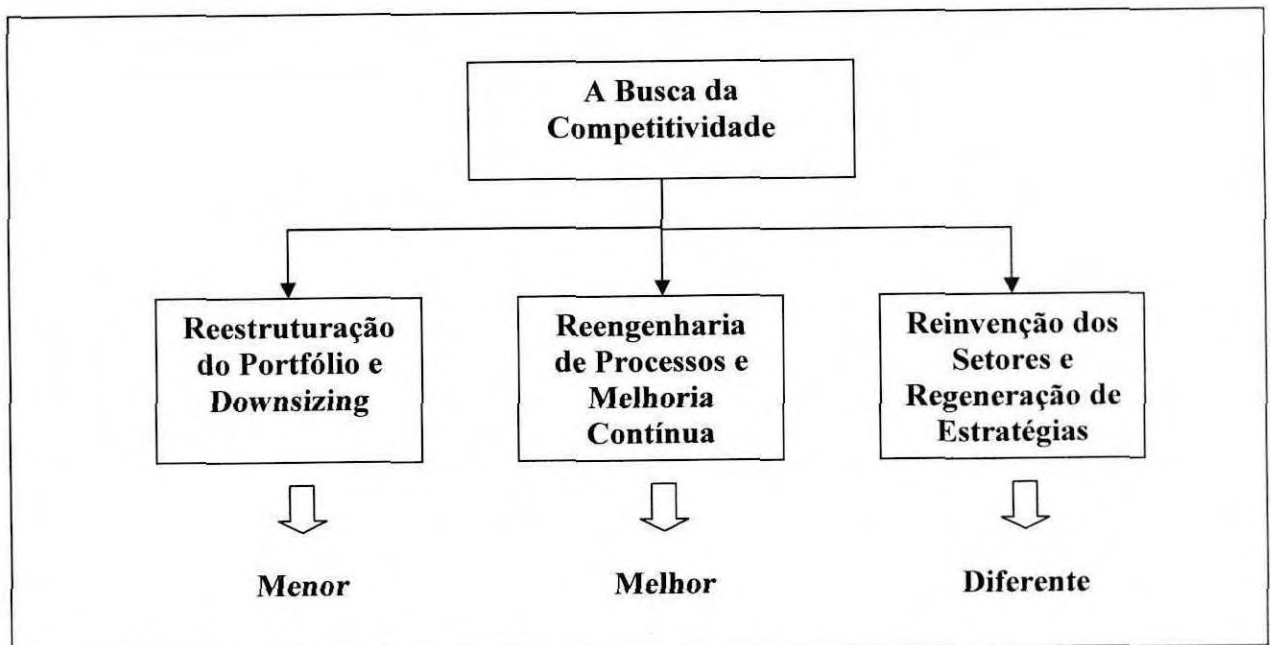 A Busca da
Competitividade
Reestruturação
do Portfólio e
Downsizing
Reengenharia
de Processos e
Melhoria
Contínua
Reinvenção dos
Setores e
Regeneração de
Estratégias
Menor
Melhor
Diferente